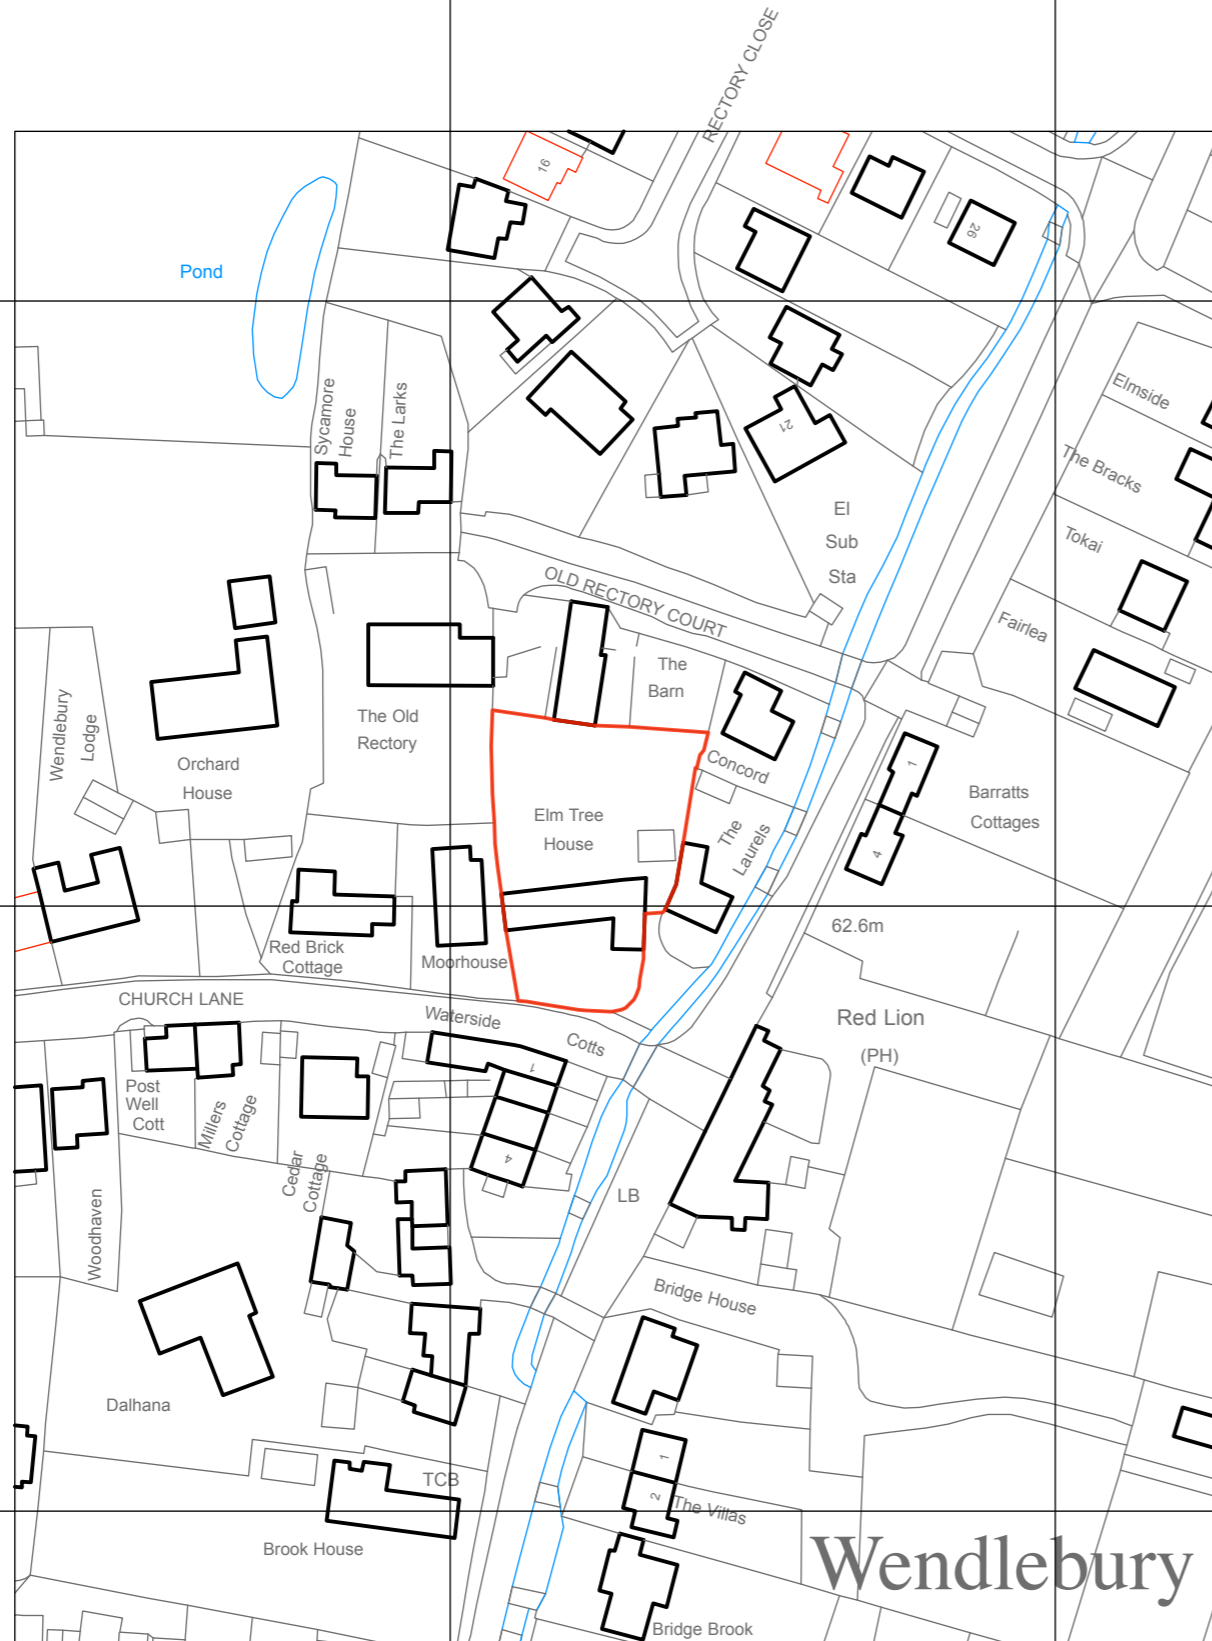 RECTORY CLOSE
16
Pond
26
Sycamore
House
The Larks
21
Elmside
The Bracks
El
Sub
Sta
Tokai
OLD RECTORY COURT
Fairlea
The
Barn
Wendlebury
Lodge
The Old
Rectory
Orchard
House
Concord
1
Barratts
Cottages
Elm Tree
House
The
Laurels
4
62.6m
Red Brick
Cottage
Moorhouse
CHURCH LANE
Waterside
Cotts
Red Lion
(PH)
1
Post
Well
Cott
Millers
Cottage
Cedar
Cottage
4
LB
Woodhaven
Bridge House
Dalhana
TCB
1
2
The Villas
Brook House
Wendlebury
Bridge Brook